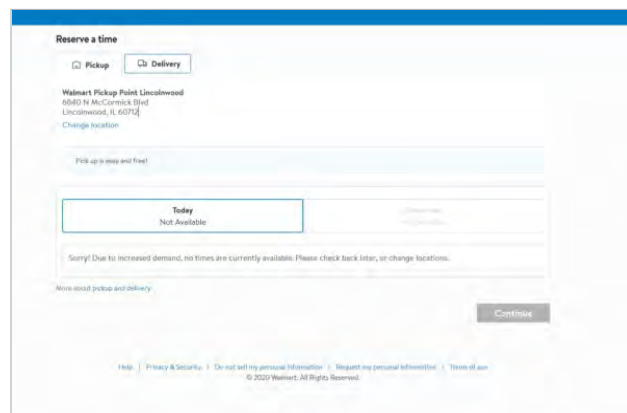 Reserve a time
Pickup
Delivery
Walmart Pickup Point Lincolnwood
6840 N McCormick Blvd
Lincolnwood, IL 60712
Change location
Pick up is easy and free!
Today
Not Available
Sorry! Due to increased demand, no times are currently available. Please check back later, or change locations.
More about pickup and delivery
Continue
Help | Privacy & Security | Do not sell my personal information | Request my personal information | Terms of use
© 2020 Walmart. All Rights Reserved.